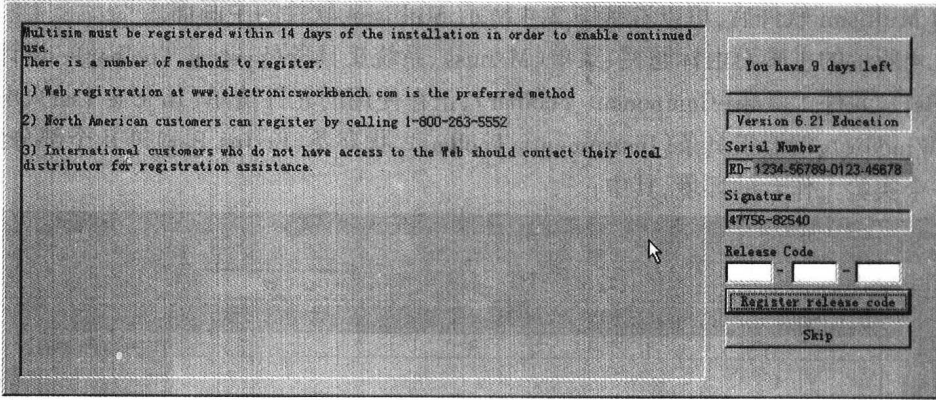 Multisim must be registered within 14 days of the installation in order to enable continued
use.
There is a number of methods to register:
1) Web registration at www.electronicsworkbench.com is the preferred method
2) North American customers can register by calling 1-800-263-5552
3) International customers who do not have access to the Web should contact their local
distributor for registration assistance.
You have 9 days left
Version 6.21 Education
Serial Number
RD-1234-56789-0123-45678
Signature
47756-82540
Release Code
- -
Register release code
Skip